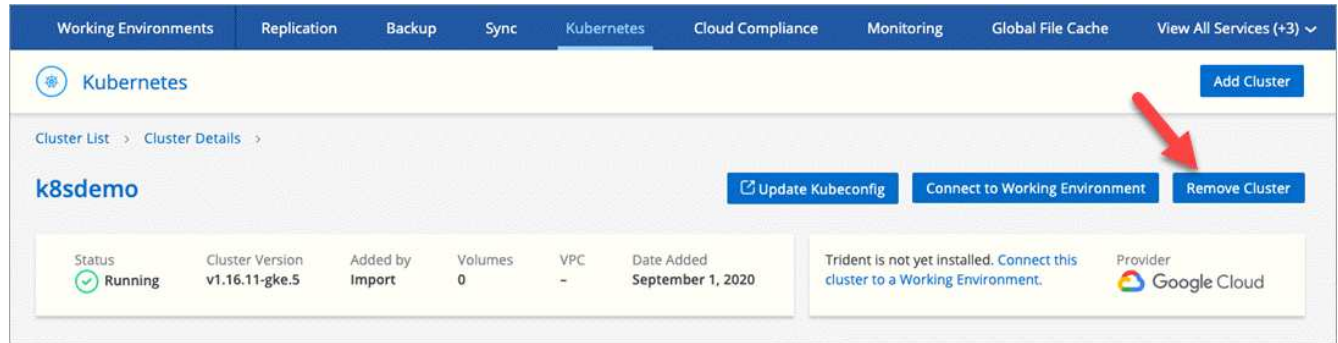 Working Environments Replication Backup Sync Kubernetes Cloud Compliance Monitoring Global File Cache View All Services (+3)
Kubernetes Add Cluster
Cluster List > Cluster Details >
k8sdemo Update Kubeconfig Connect to Working Environment Remove Cluster
Status Cluster Version Added by Volumes VPC Date Added
Running v1.16.11-gke.5 Import 0 – September 1, 2020
Trident is not yet installed. Connect this
cluster to a Working Environment.
Provider
Google Cloud